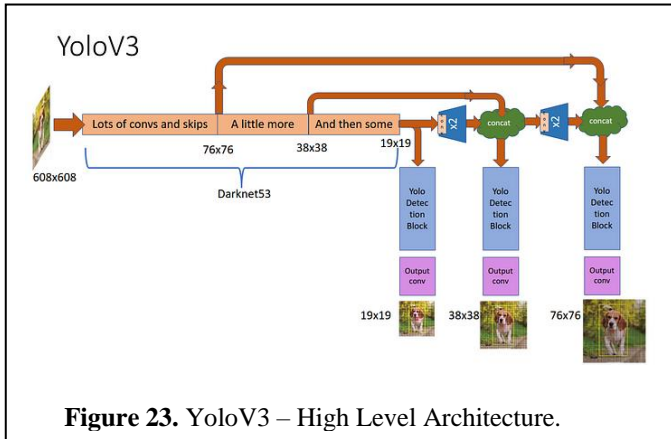 YoloV3
Lots of convs and skips
A little more
And then some
x2
concat
x2
concat
608x608
76x76
38x38
19x19
Darknet53
Yolo
Detec
tion
Block
Yolo
Detec
tion
Block
Yolo
Detec
tion
Block
Output
conv
Output
conv
Output
conv
19x19
38x38
76x76
Figure 23. YoloV3 – High Level Architecture.